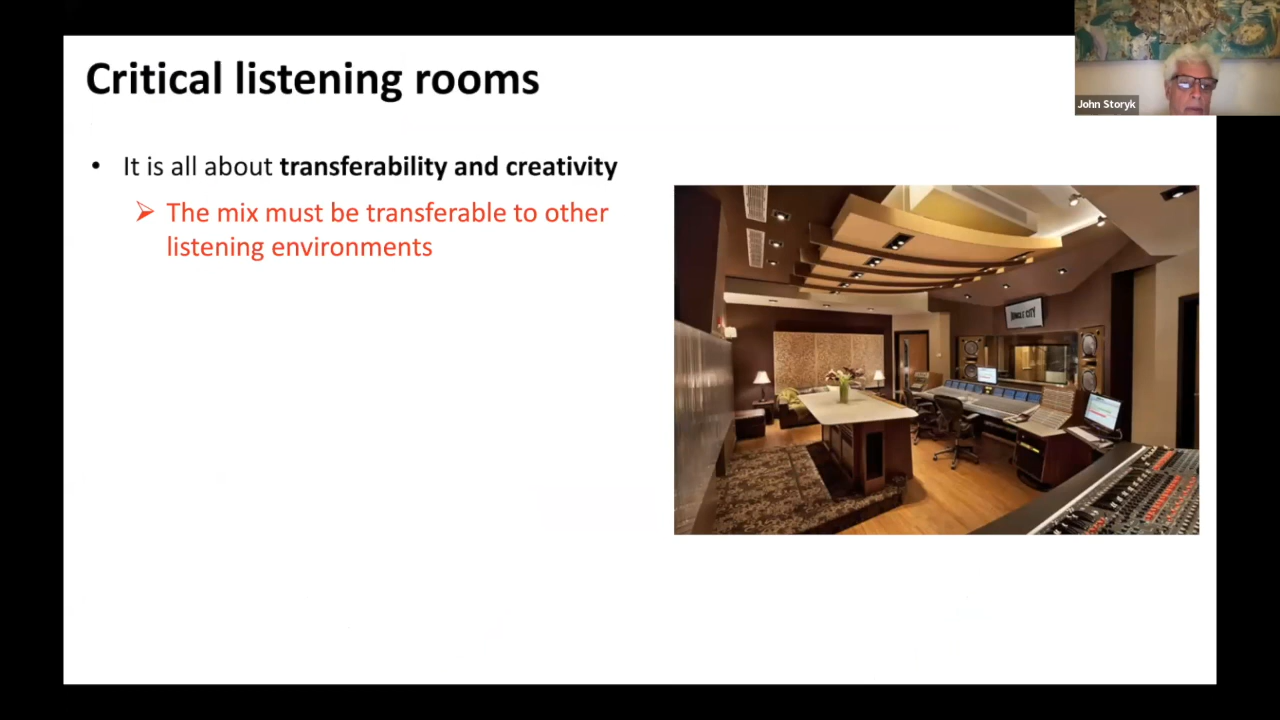 Critical listening rooms
John Storyk
• It is all about transferability and creativity
➢ The mix must be transferable to other
listening environments
JUNGLE CITY